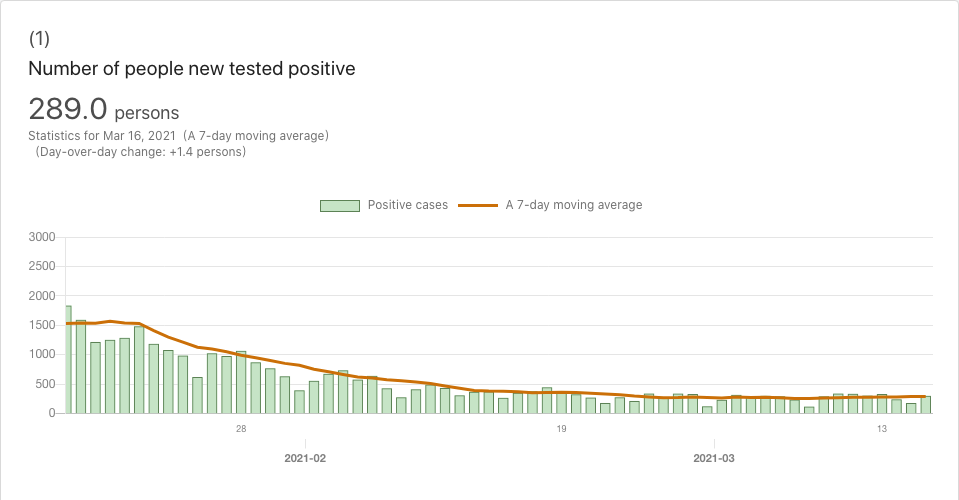 (1)
Number of people new tested positive
289.0 persons
Statistics for Mar 16, 2021 (A 7-day moving average)
(Day-over-day change: +1.4 persons)
Positive cases A 7-day moving average
3000
2500
2000
1500
1000
500
0
28 19 13
2021-02 2021-03